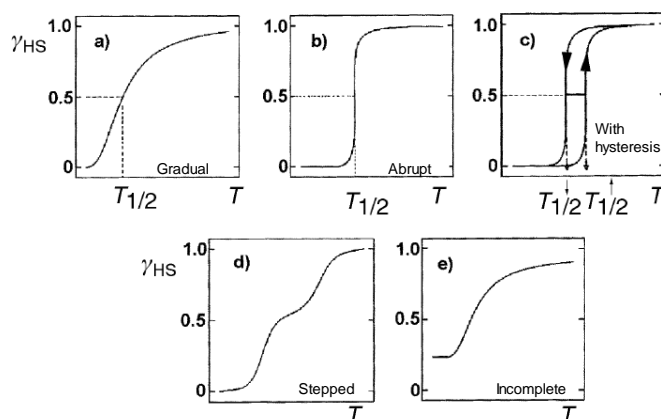 γHS
a)
1.0
0.5
0
Gradual
T1/2
T
b)
1.0
0.5
0
Abrupt
T1/2
T
c)
1.0
0.5
0
With
hysteresis
T1/2
T1/2
T
γHS
d)
1.0
0.5
0
Stepped
T
e)
1.0
0.5
0
Incomplete
T